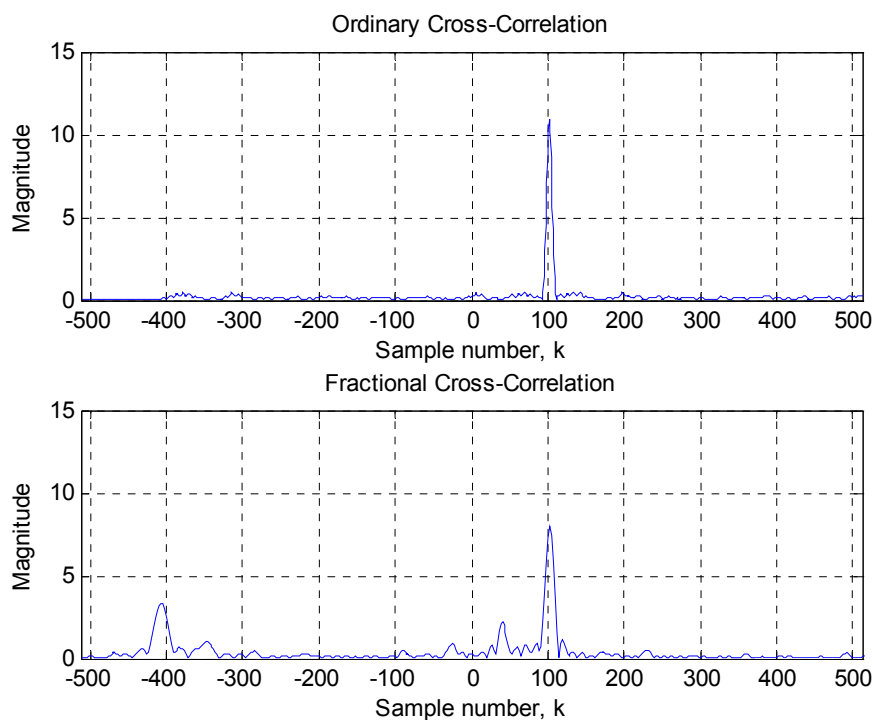 Ordinary Cross-Correlation
15
10
5
0
Magnitude
-500 -400 -300 -200 -100 0 100 200 300 400 500
Sample number, k
Fractional Cross-Correlation
15
10
5
0
Magnitude
-500 -400 -300 -200 -100 0 100 200 300 400 500
Sample number, k